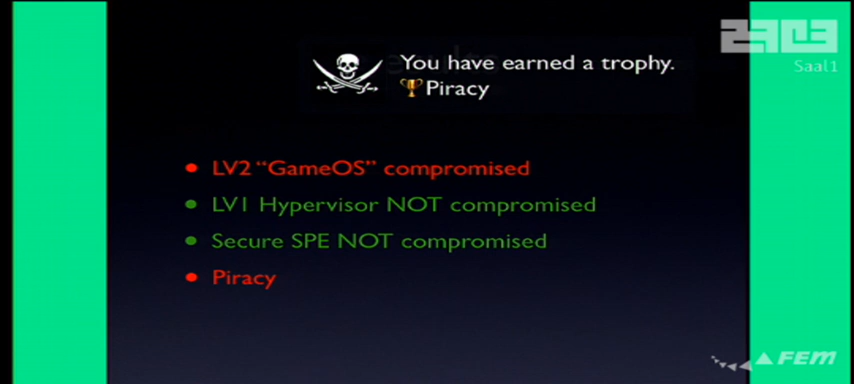 27C3
Saal1
You have earned a trophy.
Piracy
LV2 “GameOS” compromised
LV1 Hypervisor NOT compromised
Secure SPE NOT compromised
Piracy
FEM